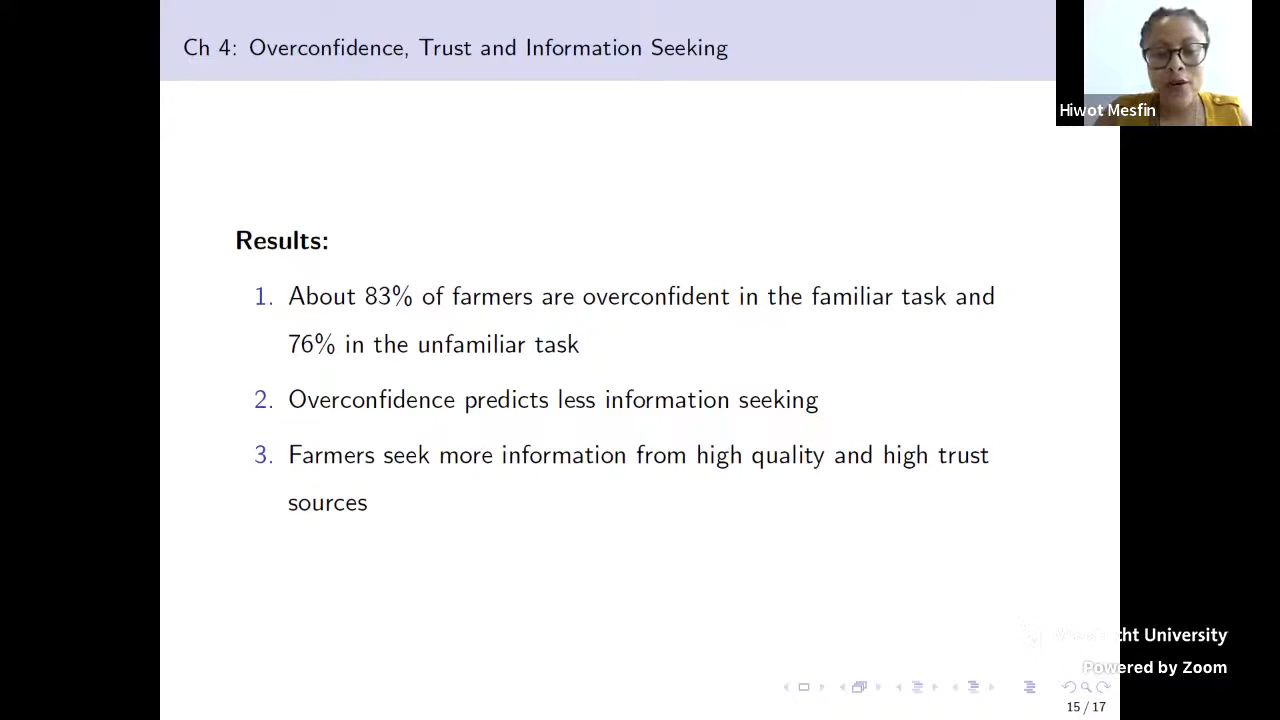 Ch 4: Overconfidence, Trust and Information Seeking
Hiwot Mesfin
Results:
1. About 83% of farmers are overconfident in the familiar task and
76% in the unfamiliar task
2. Overconfidence predicts less information seeking
3. Farmers seek more information from high quality and high trust
sources
University
Powered by Zoom
15 / 17